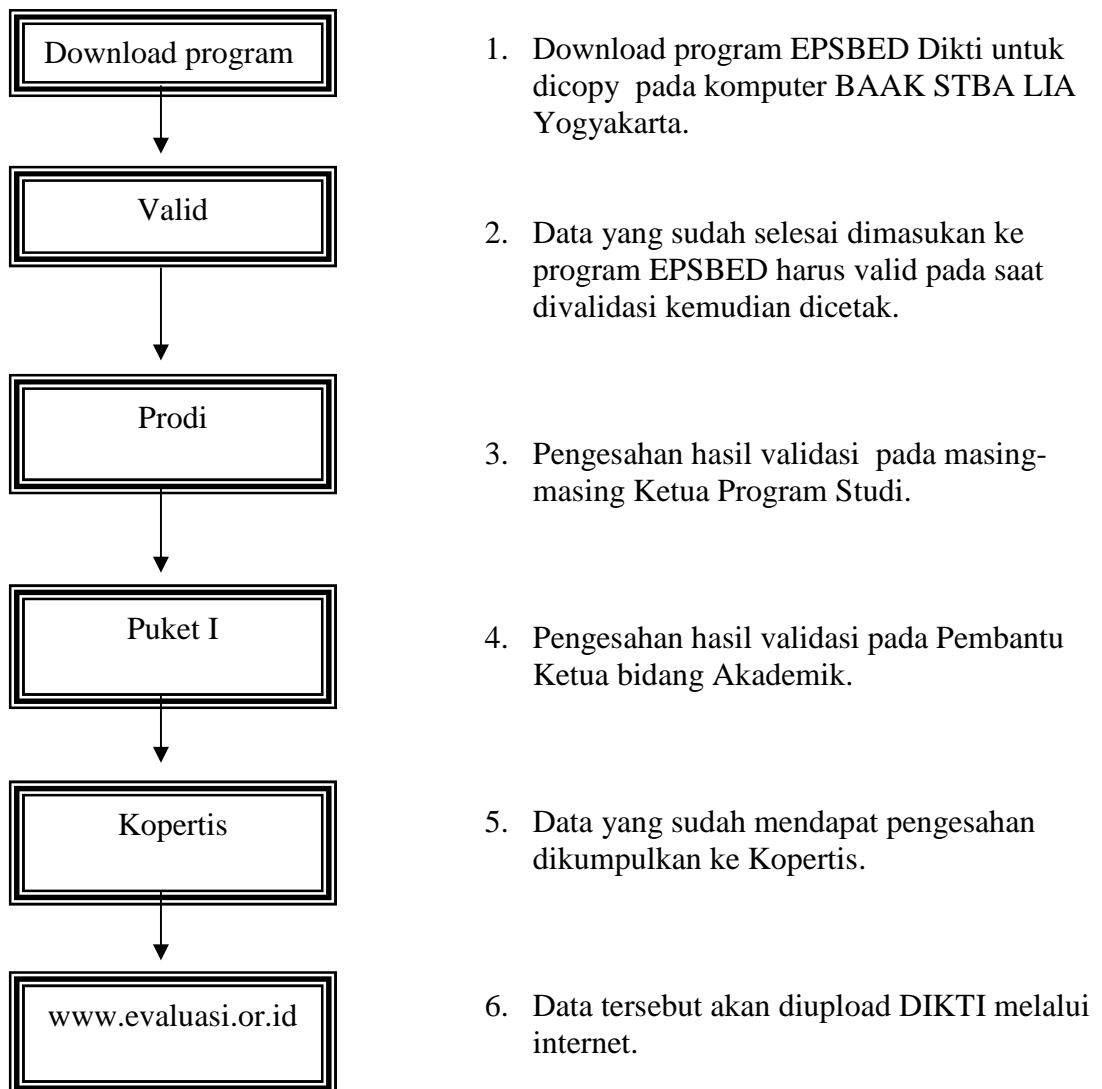 Download program
1. Download program EPSBED Dikti untuk
dicopy pada komputer BAAK STBA LIA
Yogyakarta.
Valid
2. Data yang sudah selesai dimasukan ke
program EPSBED harus valid pada saat
divalidasi kemudian dicetak.
Prodi
3. Pengesahan hasil validasi pada masing-
masing Ketua Program Studi.
Puket I
4. Pengesahan hasil validasi pada Pembantu
Ketua bidang Akademik.
Kopertis
5. Data yang sudah mendapat pengesahan
dikumpulkan ke Kopertis.
www.evaluasi.or.id
6. Data tersebut akan diupload DIKTI melalui
internet.